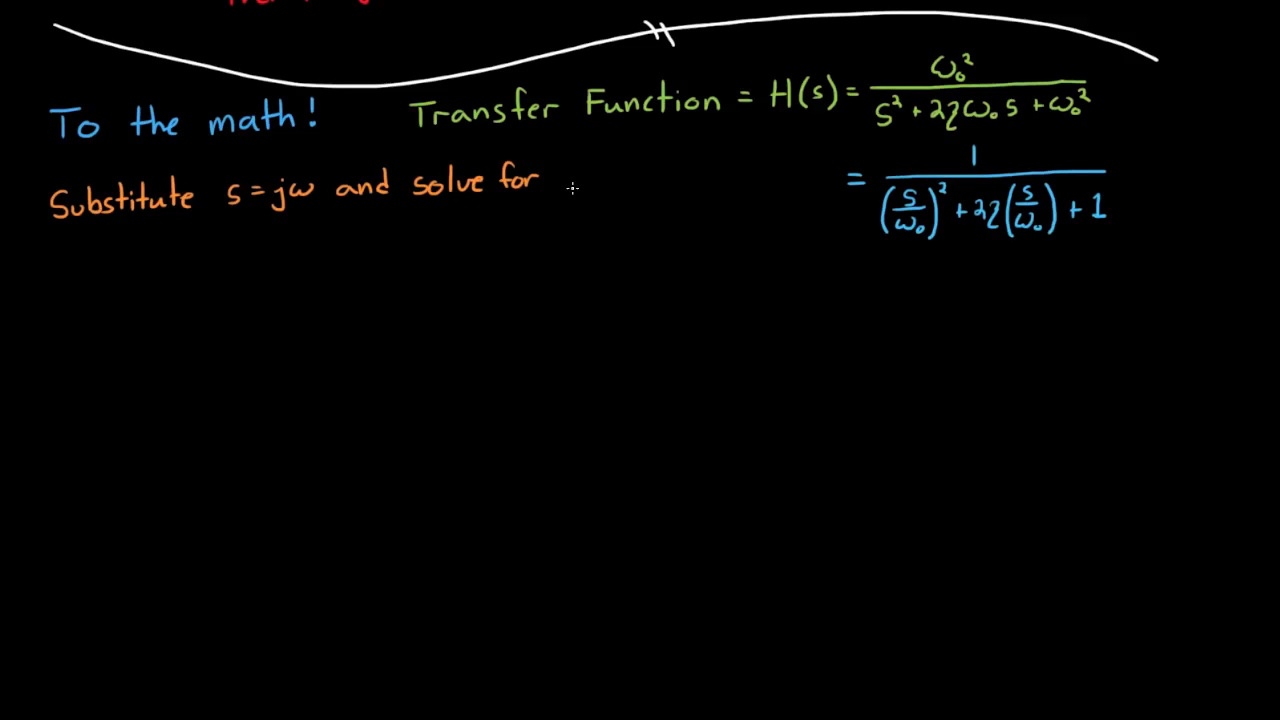 To the math!
Transfer Function = H(s) = ω₀² / (s² + 2ζω₀s + ω₀²)
Substitute s = jω and solve for
= 1 / ((s/ω₀)² + 2ζ(s/ω₀) + 1)